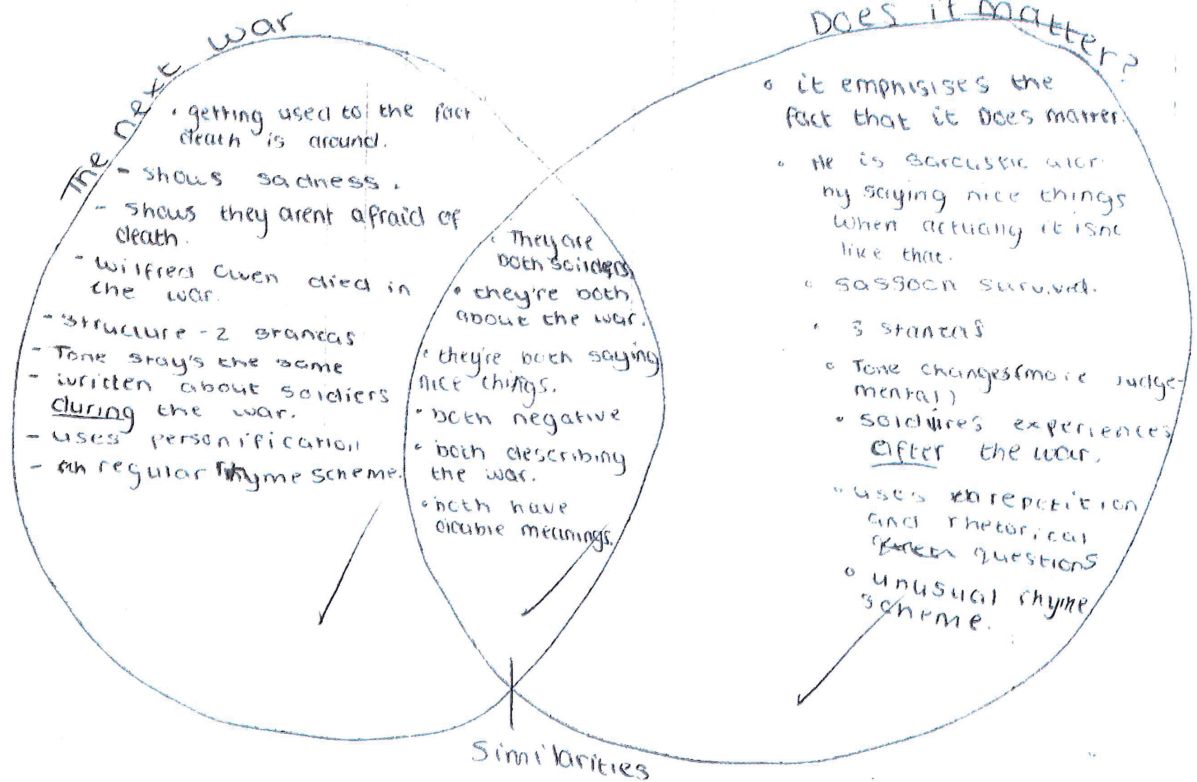 The next war
• getting used to the fact
death is around.
- shows sadness.
- shows they arent afraid of
death.
- Wilfred Owen died in
the war.
- structure - 2 stanzas
- Tone stay's the same
- written about soldiers
during the war.
- uses personification
- regular rhyme scheme.
• They are
both soilders
• they're both
about the war.
• they're both saying
nice things.
• both negative
• both describing
the war.
• both have
double meanings.
Similarities
Does it matter?
• it emphisises the
fact that it Does matter.
• He is sarcastic
by saying nice things
when actually it isnt
like that.
• sassoon survived.
• 3 stanzas
• Tone changes (more judge-
mental)
• soldires experiences
After the war.
• use's repetition
and rhetorical
questions
• unusual rhyme
scheme.